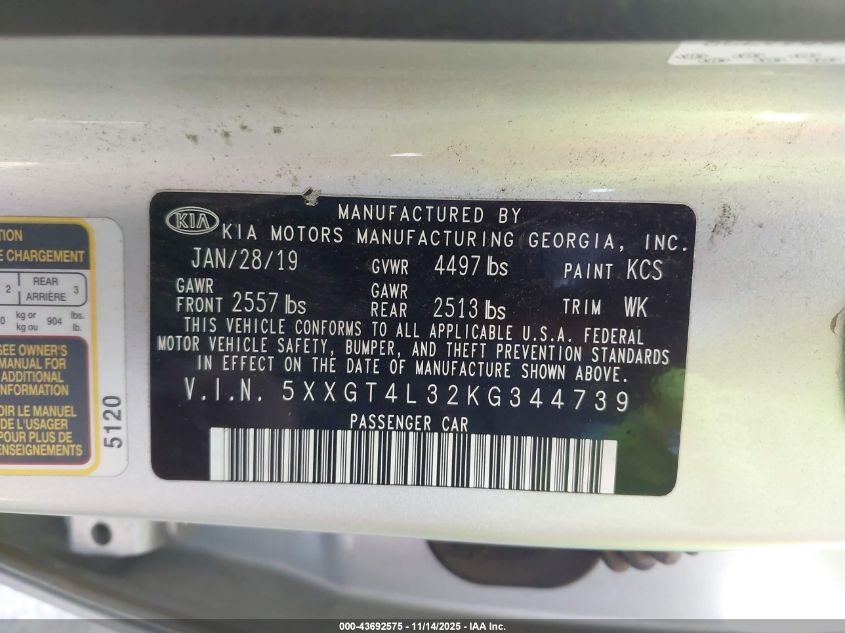 TION
E CHARGEMENT
2 REAR 3
ARRIÈRE
0 kg or 904 lbs.
kg ou lb.
SEE OWNER'S
MANUAL FOR
ADDITIONAL
INFORMATION
OIR LE MANUEL
DE L'USAGER
POUR PLUS DE
ENSEIGNEMENTS
5120
KIA
MANUFACTURED BY
KIA MOTORS MANUFACTURING GEORGIA, INC.
JAN/28/19 GVWR 4497 lbs PAINT KCS
GAWR FRONT 2557 lbs GAWR REAR 2513 lbs TRIM WK
THIS VEHICLE CONFORMS TO ALL APPLICABLE U.S.A. FEDERAL
MOTOR VEHICLE SAFETY, BUMPER, AND THEFT PREVENTION STANDARDS
IN EFFECT ON THE DATE OF MANUFACTURE SHOWN ABOVE.
V.I.N. 5XXGT4L32KG344739
PASSENGER CAR
000-43692575 - 11/14/2025 - IAA Inc.